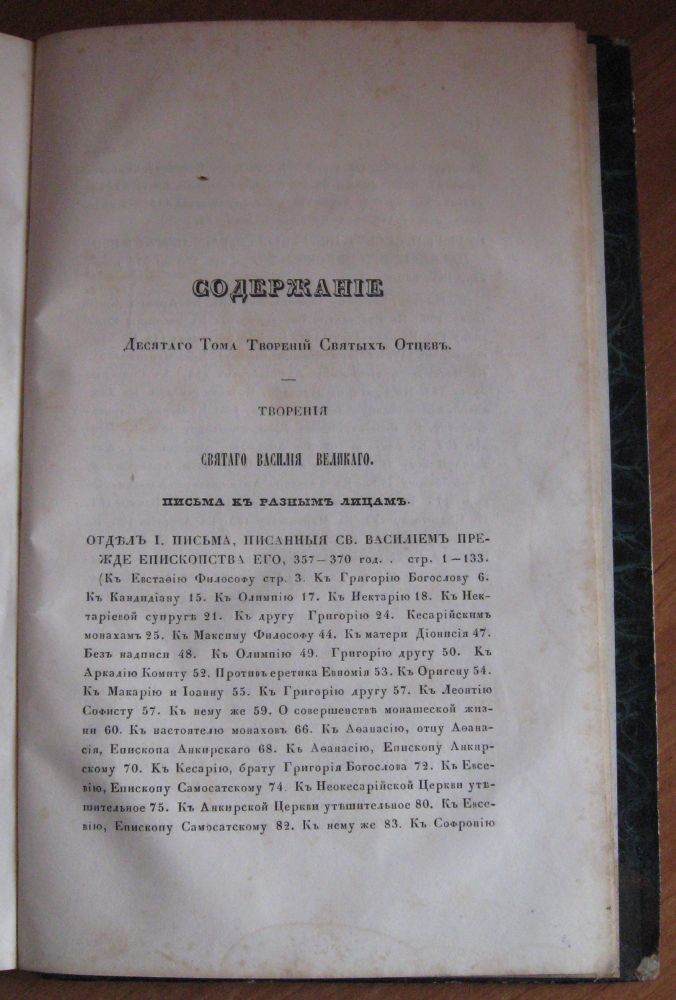 СОДЕРЖАНІЕ
Десятаго Тома Твореній Святыхъ Отцевъ.
ТВОРЕНІЯ
СВЯТАГО ВАСИЛІЯ ВЕЛИКАГО.
ПИСЬМА КЪ РАЗНЫМЪ ЛИЦАМЪ.
ОТДѢЛЪ I. ПИСЬМА, ПИСАННЫЯ СВ. ВАСИЛІЕМЪ ПРЕ-
ЖДЕ ЕПИСКОПСТВА ЕГО, 357—370 год. . стр. 1—133.
(Къ Евстаѳію Философу стр. 3. Къ Григорію Богослову 6.
Къ Кандидіану 15. Къ Олимпію 17. Къ Нектарію 18. Къ Нек-
таріевой супругѣ 21. Къ другу Григорію 24. Кесарійскимъ
монахамъ 25. Къ Максиму Философу 44. Къ матери Діонисія 47.
Безъ надписи 48. Къ Олимпію 49. Григорію другу 50. Къ
Аркадію Комиту 52. Противъ еретика Евномія 53. Къ Оригену 54.
Къ Макарію и Іоанну 55. Къ Григорію другу 57. Къ Леонтію
Софисту 57. Къ нему же 59. О совершенствѣ монашеской жиз-
ни 60. Къ настоятелю монаховъ 66. Къ Аѳанасію, отцу Аѳана-
сія, Епископа Анкирскаго 68. Къ Аѳанасію, Епископу Анкир-
скому 70. Къ Кесарію, брату Григорія Богослова 72. Къ Евсе-
вію, Епископу Самосатскому 74. Къ Неокесарійской Церкви утѣ-
шительное 75. Къ Анкирской Церкви утѣшительное 80. Къ Евсе-
вію, Епископу Самосатскому 82. Къ нему же 83. Къ Софронію